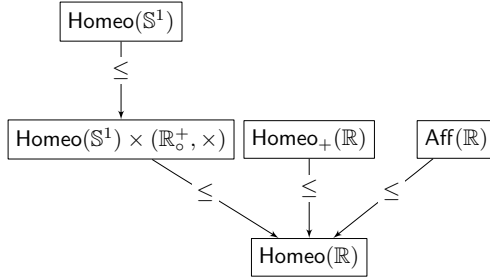 Homeo(𝕊¹)
≤
Homeo(𝕊¹) × (ℝ₀⁺, ×) Homeo₊(ℝ) Aff(ℝ)
≤ ≤ ≤
Homeo(ℝ)